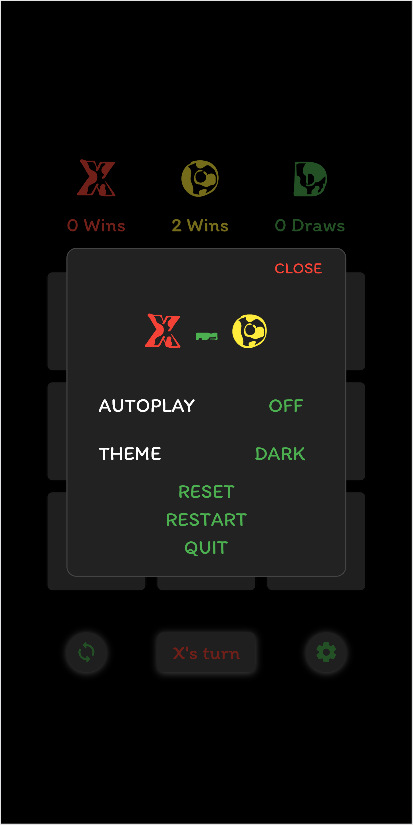 X O D
0 Wins 2 Wins 0 Draws
CLOSE
X - O
AUTOPLAY OFF
THEME DARK
RESET
RESTART
QUIT
X's turn